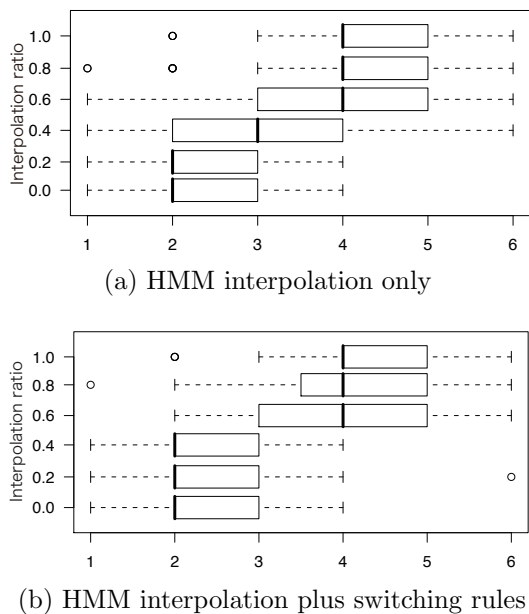 Interpolation ratio
1.0
0.8
0.6
0.4
0.2
0.0
1 2 3 4 5 6
(a) HMM interpolation only
Interpolation ratio
1.0
0.8
0.6
0.4
0.2
0.0
1 2 3 4 5 6
(b) HMM interpolation plus switching rules